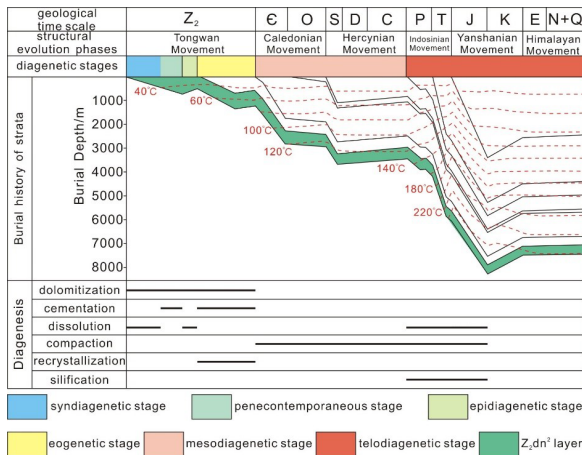 geological time scale Z₂ Є O S D C P T J K E N+Q
structural evolution phases Tongwan Movement Caledonian Movement Hercynian Movement Indosinian Movement Yanshanian Movement Himalayan Movement
diagenetic stages
Burial history of strata
Burial Depth/m
1000
2000
3000
4000
5000
6000
7000
8000
40℃
60℃
100℃
120℃
140℃
180℃
220℃
Diagenesis
dolomitization
cementation
dissolution
compaction
recrystallization
silification
syndiagenetic stage penecontemporaneous stage epidiagenetic stage
eogenetic stage mesodiagenetic stage telodiagenetic stage Z₂dn² layer